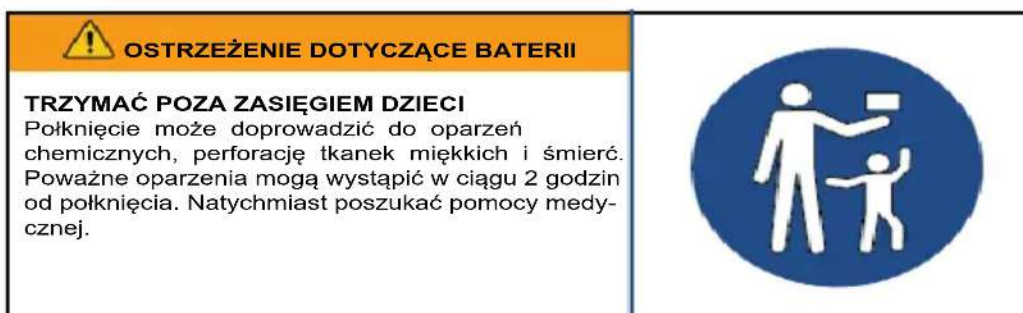 OSTRZEŻENIE DOTYCZĄCE BATERII
TRZYMAĆ POZA ZASIĘGIEM DZIECI
Połknięcie może doprowadzić do oparzeń
chemicznych, perforację tkanek miękkich i śmierć.
Poważne oparzenia mogą wystąpić w ciągu 2 godzin
od połknięcia. Natychmiast poszukać pomocy medy-
cznej.